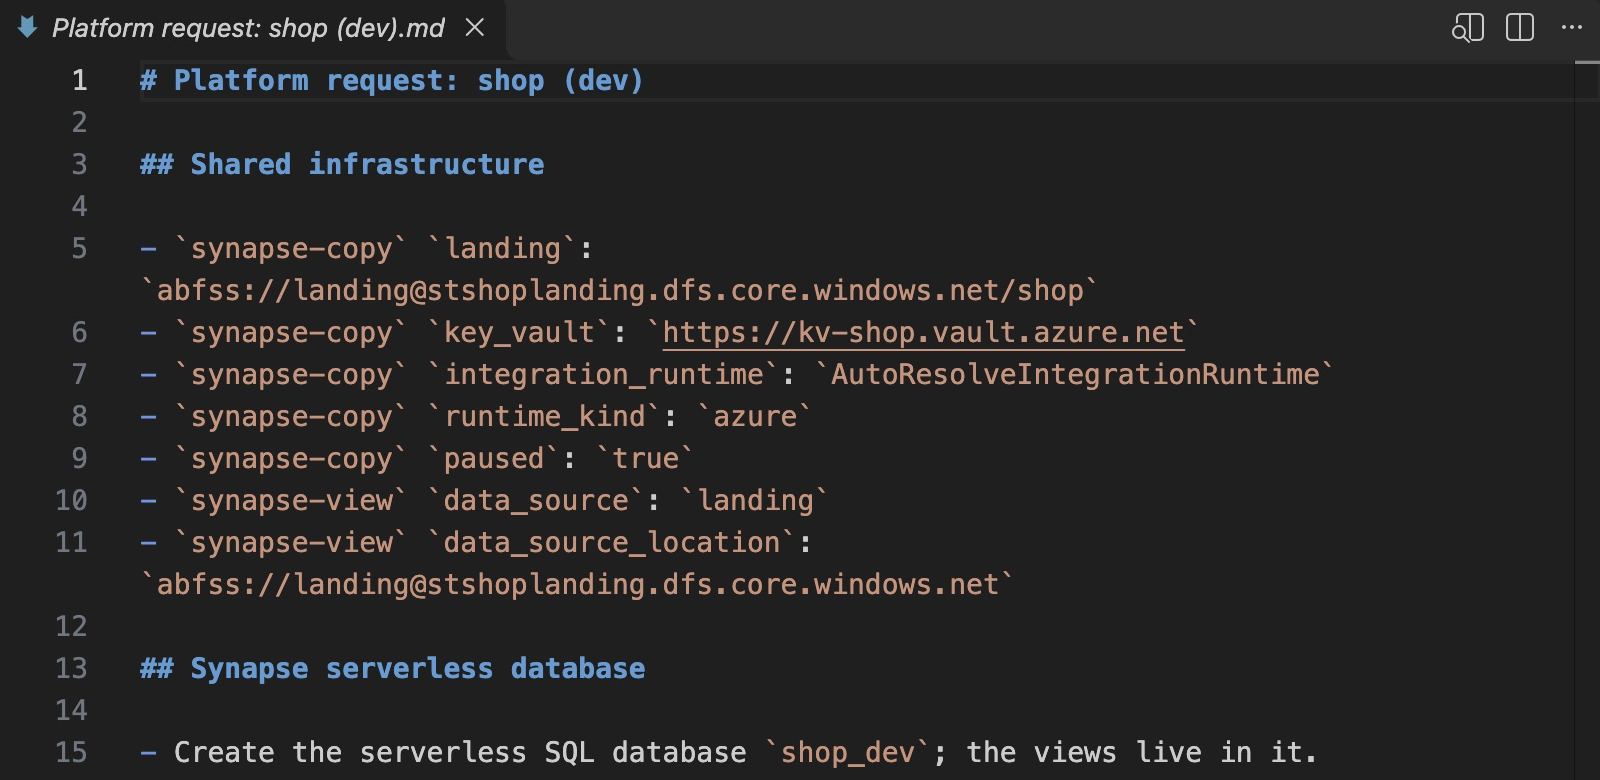 Platform request: shop (dev).md
1 # Platform request: shop (dev)
2
3 ## Shared infrastructure
4
5 - `synapse-copy` `landing`:
`abfss://landing@stshoplanding.dfs.core.windows.net/shop`
6 - `synapse-copy` `key_vault`: `https://kv-shop.vault.azure.net`
7 - `synapse-copy` `integration_runtime`: `AutoResolveIntegrationRuntime`
8 - `synapse-copy` `runtime_kind`: `azure`
9 - `synapse-copy` `paused`: `true`
10 - `synapse-view` `data_source`: `landing`
11 - `synapse-view` `data_source_location`:
`abfss://landing@stshoplanding.dfs.core.windows.net`
12
13 ## Synapse serverless database
14
15 - Create the serverless SQL database `shop_dev`; the views live in it.